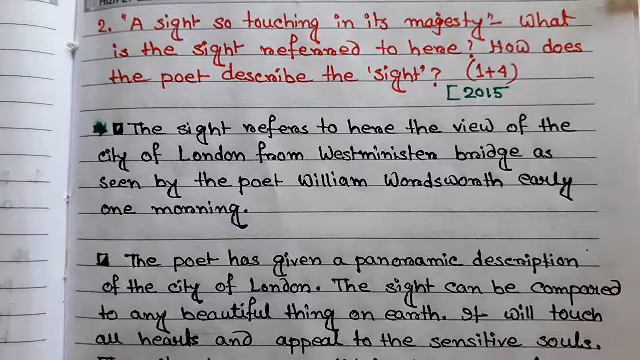 2. "A sight so touching in its majesty" - What
is the sight referred to here? How does
the poet describe the 'sight'? (1+4)
[2015
The sight refers to here the view of the
city of London from Westminister bridge as
seen by the poet William Wordsworth early
one morning.
The poet has given a panoramic description
of the city of London. The sight can be compared
to any beautiful thing on earth. It will touch
all hearts and appeal to the sensitive souls.